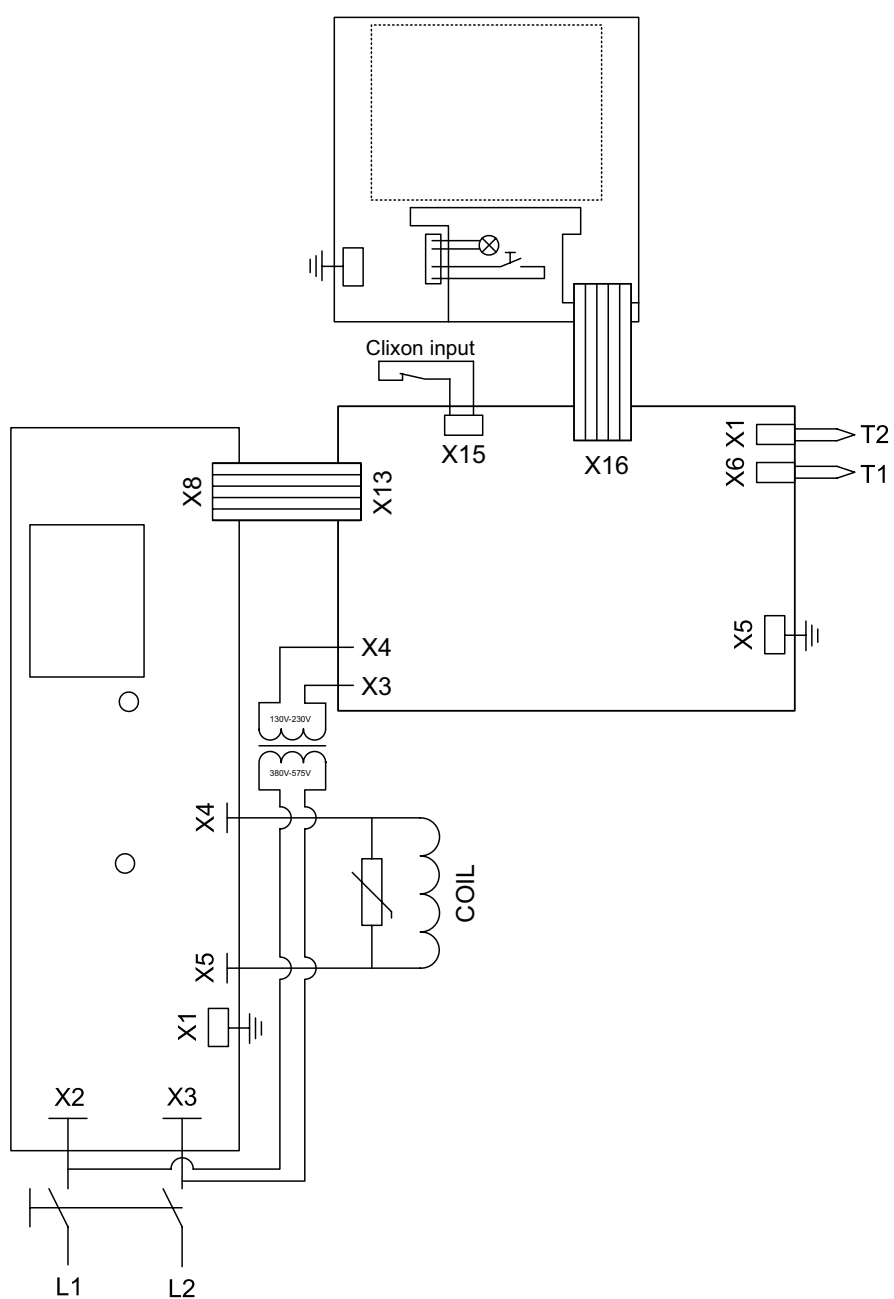 Clixon input
X15
X16
X1
T2
X6
T1
X8
X13
X5
X4
X3
130V-230V
380V-575V
X4
COIL
X5
X1
X2
X3
L1
L2